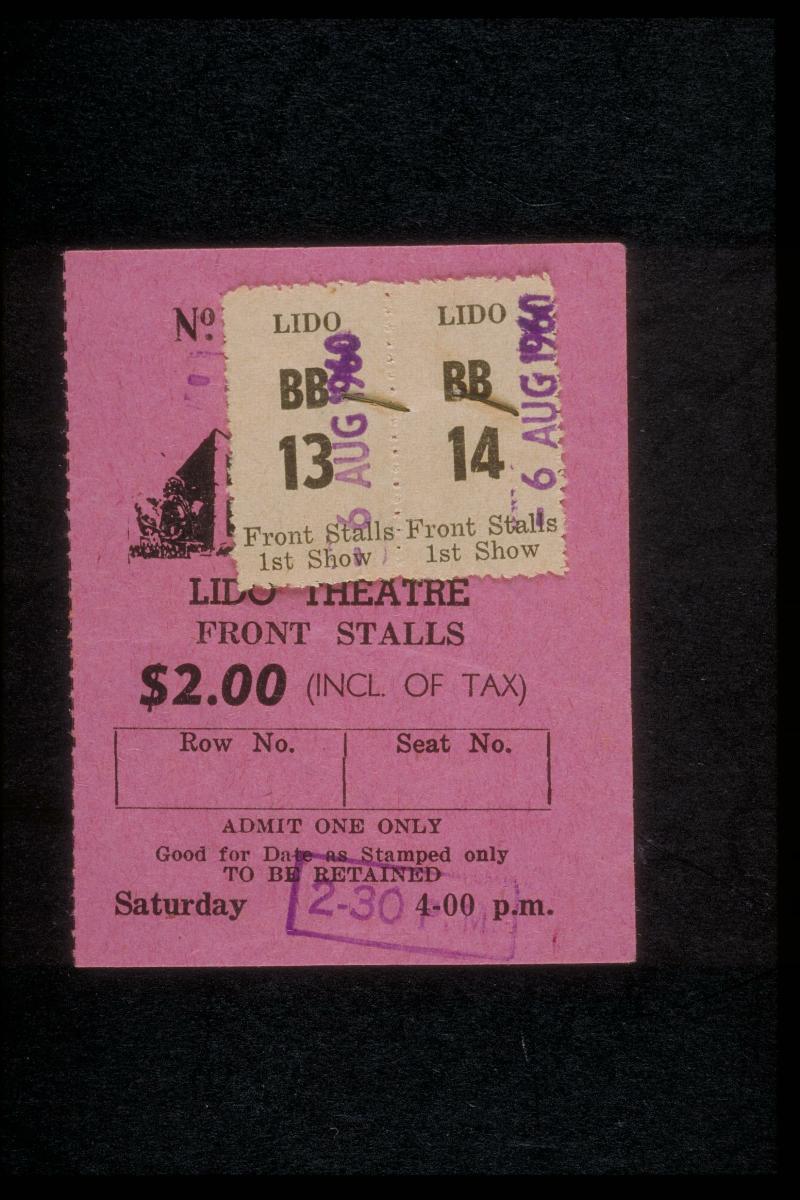 Nº
LIDO
BB
13
6 AUG 1960
Front Stalls
1st Show
LIDO
BB
14
- 6 AUG 1960
Front Stalls
1st Show
LIDO THEATRE
FRONT STALLS
$2.00 (INCL. OF TAX)
Row No. Seat No.
ADMIT ONE ONLY
Good for Date as Stamped only
TO BE RETAINED
Saturday 4-00 p.m.
2-30 P.M.